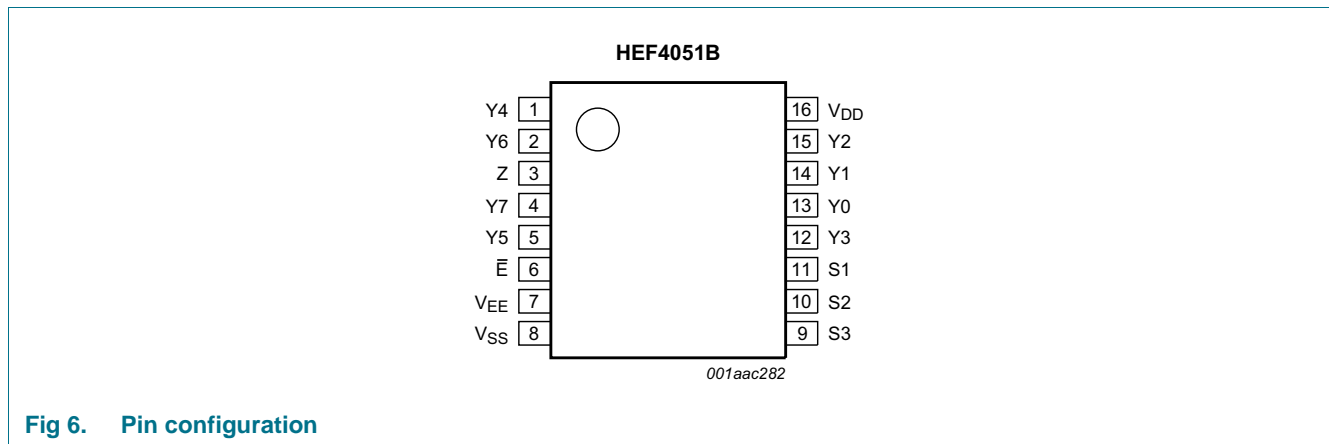 HEF4051B
Y4 1 16 VDD
Y6 2 15 Y2
Z 3 14 Y1
Y7 4 13 Y0
Y5 5 12 Y3
E̅ 6 11 S1
VEE 7 10 S2
VSS 8 9 S3
001aac282
Fig 6. Pin configuration